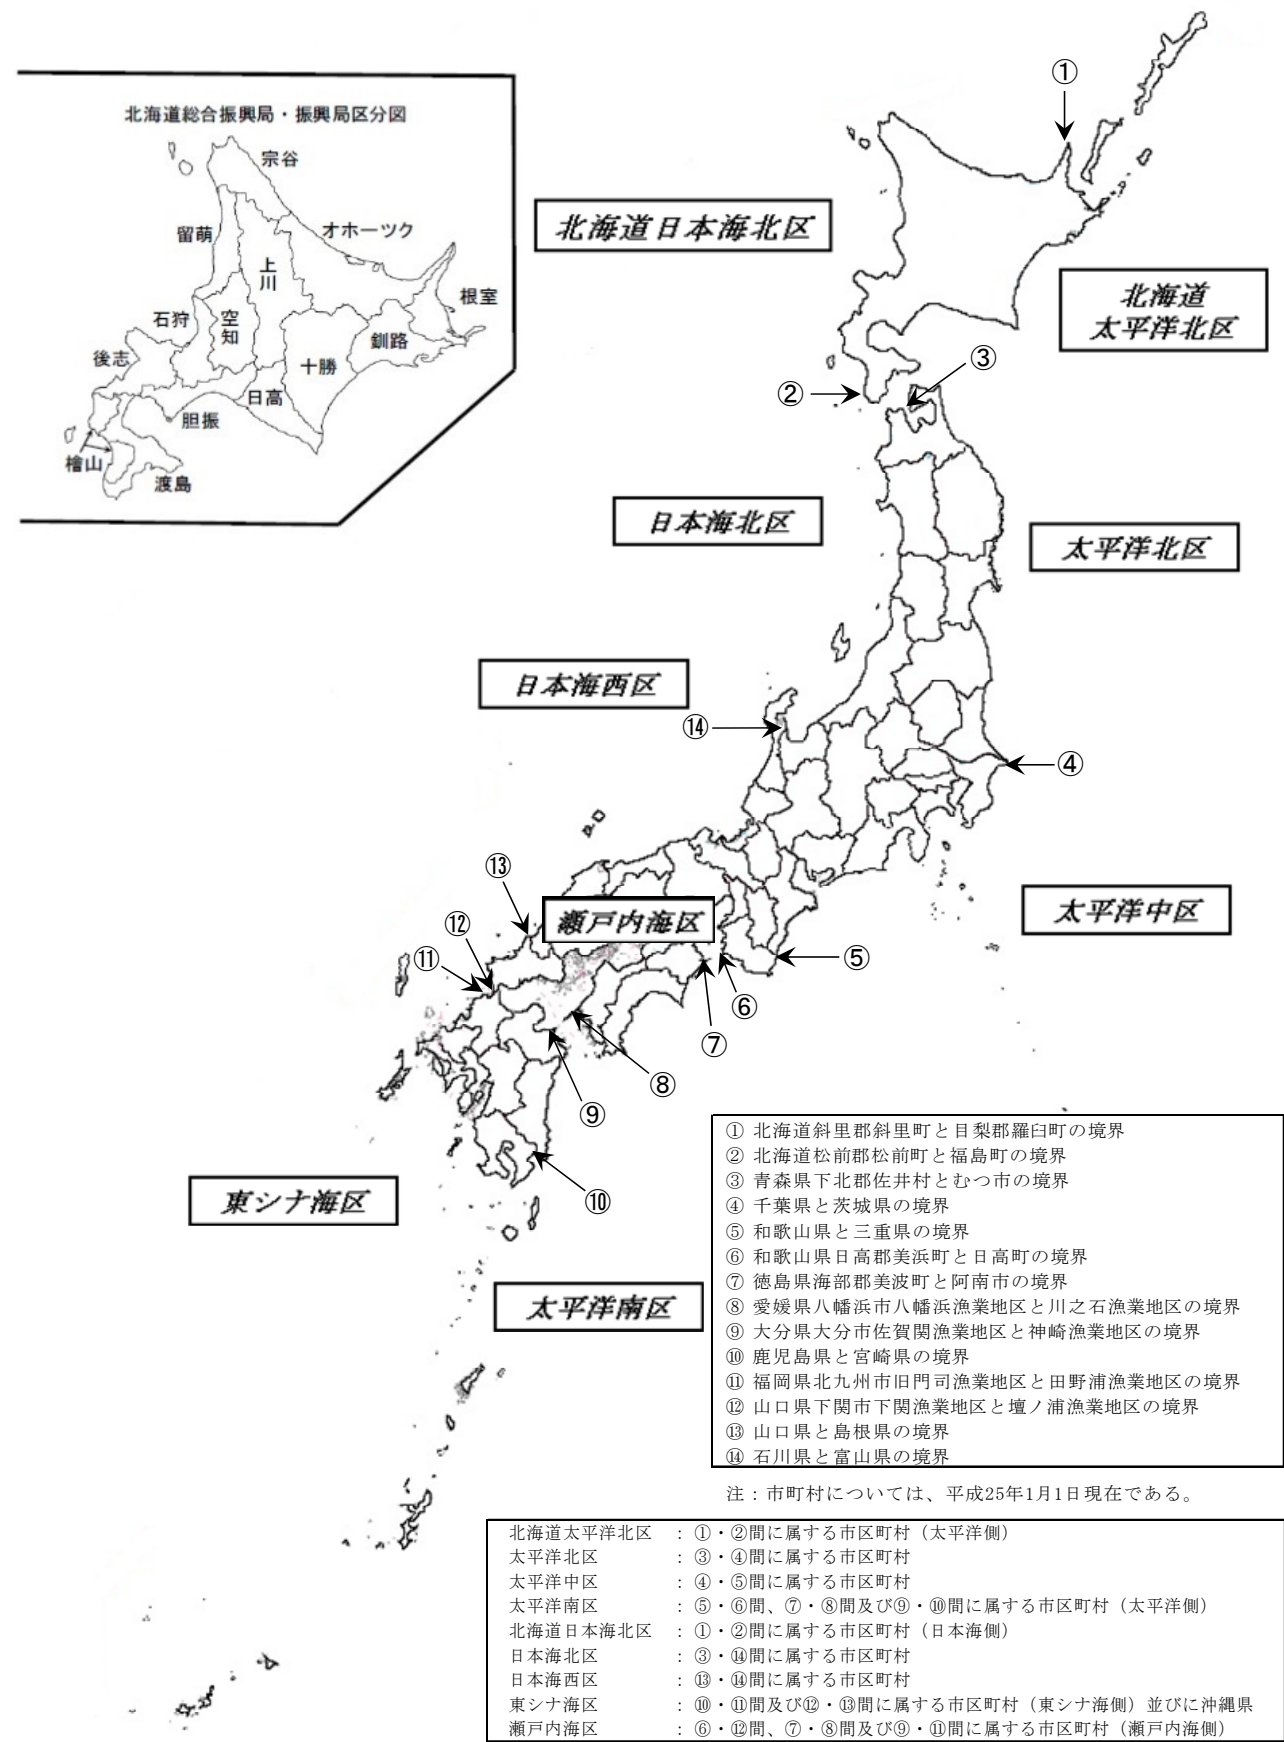 北海道総合振興局・振興局区分図
宗谷
オホーツク
留萌
上川
根室
石狩
空知
釧路
後志
十勝
日高
胆振
檜山
渡島
①
北海道日本海北区
北海道
太平洋北区
③
②
日本海北区
太平洋北区
日本海西区
⑭
④
⑬
瀬戸内海区
太平洋中区
⑫
⑪
⑤
⑥
⑦
⑧
⑨
東シナ海区
⑩
太平洋南区
① 北海道斜里郡斜里町と目梨郡羅臼町の境界
② 北海道松前郡松前町と福島町の境界
③ 青森県下北郡佐井村とむつ市の境界
④ 千葉県と茨城県の境界
⑤ 和歌山県と三重県の境界
⑥ 和歌山県日高郡美浜町と日高町の境界
⑦ 徳島県海部郡美波町と阿南市の境界
⑧ 愛媛県八幡浜市八幡浜漁業地区と川之石漁業地区の境界
⑨ 大分県大分市佐賀関漁業地区と神崎漁業地区の境界
⑩ 鹿児島県と宮崎県の境界
⑪ 福岡県北九州市旧門司漁業地区と田野浦漁業地区の境界
⑫ 山口県下関市下関漁業地区と壇ノ浦漁業地区の境界
⑬ 山口県と島根県の境界
⑭ 石川県と富山県の境界
注：市町村については、平成25年1月1日現在である。
北海道太平洋北区 ：①・②間に属する市区町村（太平洋側）
太平洋北区 ：③・④間に属する市区町村
太平洋中区 ：④・⑤間に属する市区町村
太平洋南区 ：⑤・⑥間、⑦・⑧間及び⑨・⑩間に属する市区町村（太平洋側）
北海道日本海北区 ：①・②間に属する市区町村（日本海側）
日本海北区 ：③・⑭間に属する市区町村
日本海西区 ：⑬・⑭間に属する市区町村
東シナ海区 ：⑩・⑪間及び⑫・⑬間に属する市区町村（東シナ海側）並びに沖縄県
瀬戸内海区 ：⑥・⑫間、⑦・⑧間及び⑨・⑪間に属する市区町村（瀬戸内海側）